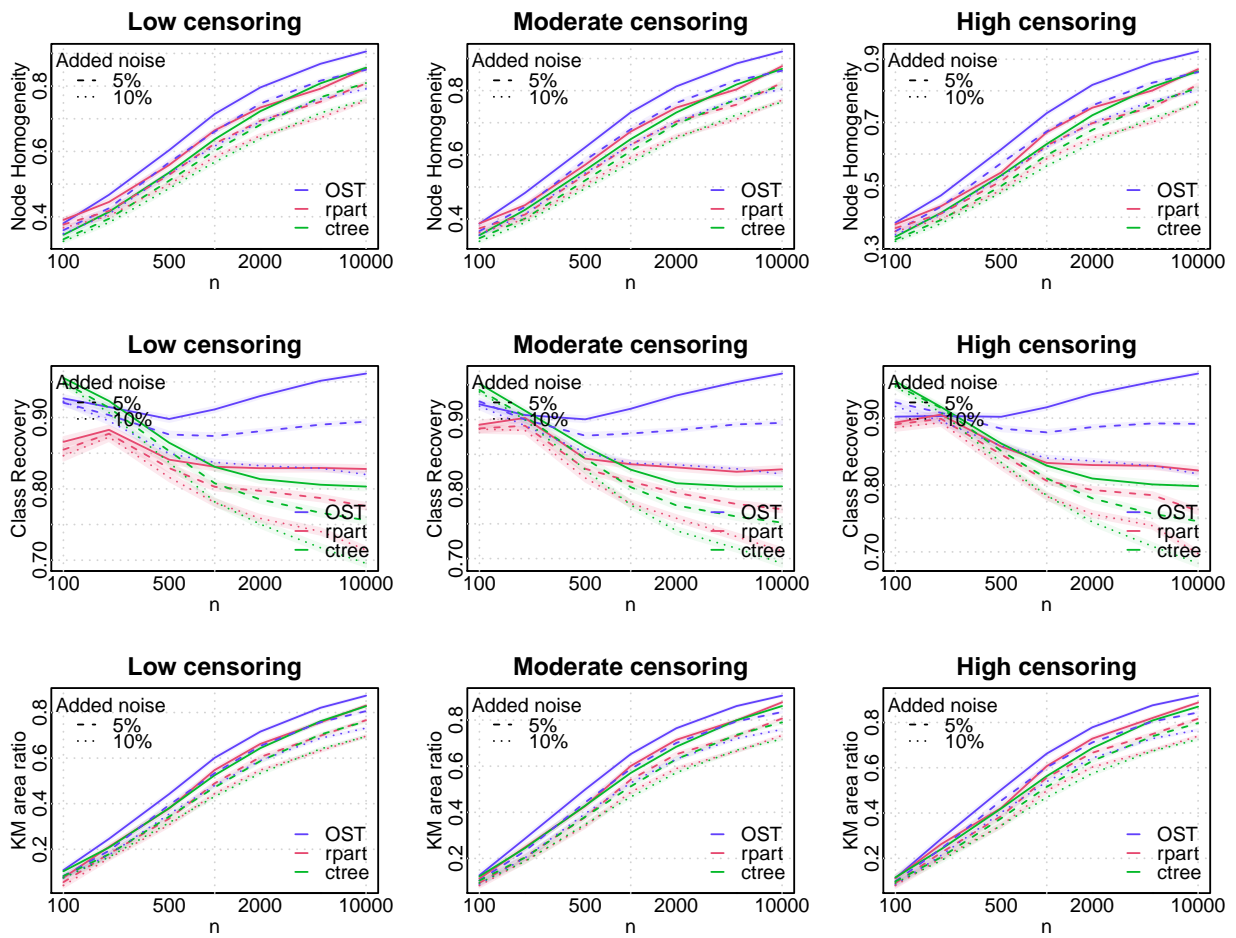 Low censoring
Node Homogeneity
0.4 0.6 0.8
Added noise
5%
10%
OST
rpart
ctree
100 500 2000 10000
n
Moderate censoring
Node Homogeneity
0.4 0.6 0.8
Added noise
5%
10%
OST
rpart
ctree
100 500 2000 10000
n
High censoring
Node Homogeneity
0.3 0.5 0.7 0.9
Added noise
5%
10%
OST
rpart
ctree
100 500 2000 10000
n
Low censoring
Class Recovery
0.70 0.80 0.90
Added noise
5%
10%
OST
rpart
ctree
100 500 2000 10000
n
Moderate censoring
Class Recovery
0.70 0.80 0.90
Added noise
5%
10%
OST
rpart
ctree
100 500 2000 10000
n
High censoring
Class Recovery
0.70 0.80 0.90
Added noise
5%
10%
OST
rpart
ctree
100 500 2000 10000
n
Low censoring
KM area ratio
0.2 0.4 0.6 0.8
Added noise
5%
10%
OST
rpart
ctree
100 500 2000 10000
n
Moderate censoring
KM area ratio
0.2 0.4 0.6 0.8
Added noise
5%
10%
OST
rpart
ctree
100 500 2000 10000
n
High censoring
KM area ratio
0.2 0.4 0.6 0.8
Added noise
5%
10%
OST
rpart
ctree
100 500 2000 10000
n